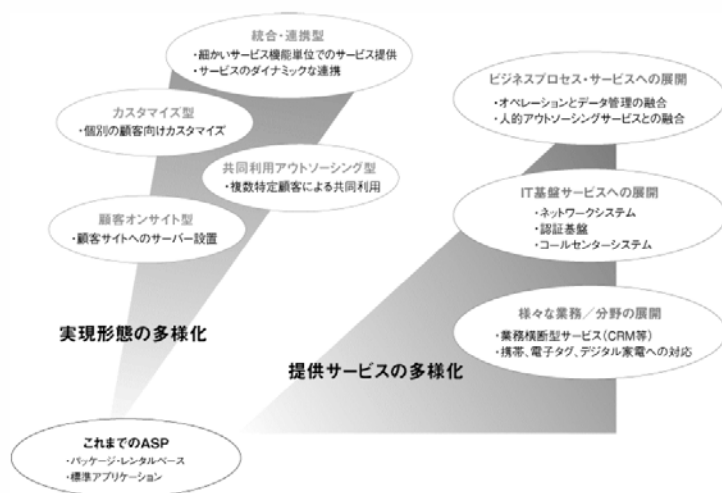 統合・連携型
・細かいサービス機能単位でのサービス提供
・サービスのダイナミックな連携
カスタマイズ型
・個別の顧客向けカスタマイズ
共同利用アウトソーシング型
・複数特定顧客による共同利用
顧客オンサイト型
・顧客サイトへのサーバー設置
実現形態の多様化
ビジネスプロセス・サービスへの展開
・オペレーションとデータ管理の融合
・人的アウトソーシングサービスとの融合
IT基盤サービスへの展開
・ネットワークシステム
・認証基盤
・コールセンターシステム
様々な業務／分野の展開
・業務横断型サービス(CRM等)
・携帯、電子タグ、デジタル家電への対応
提供サービスの多様化
これまでのASP
・パッケージ・レンタルベース
・標準アプリケーション